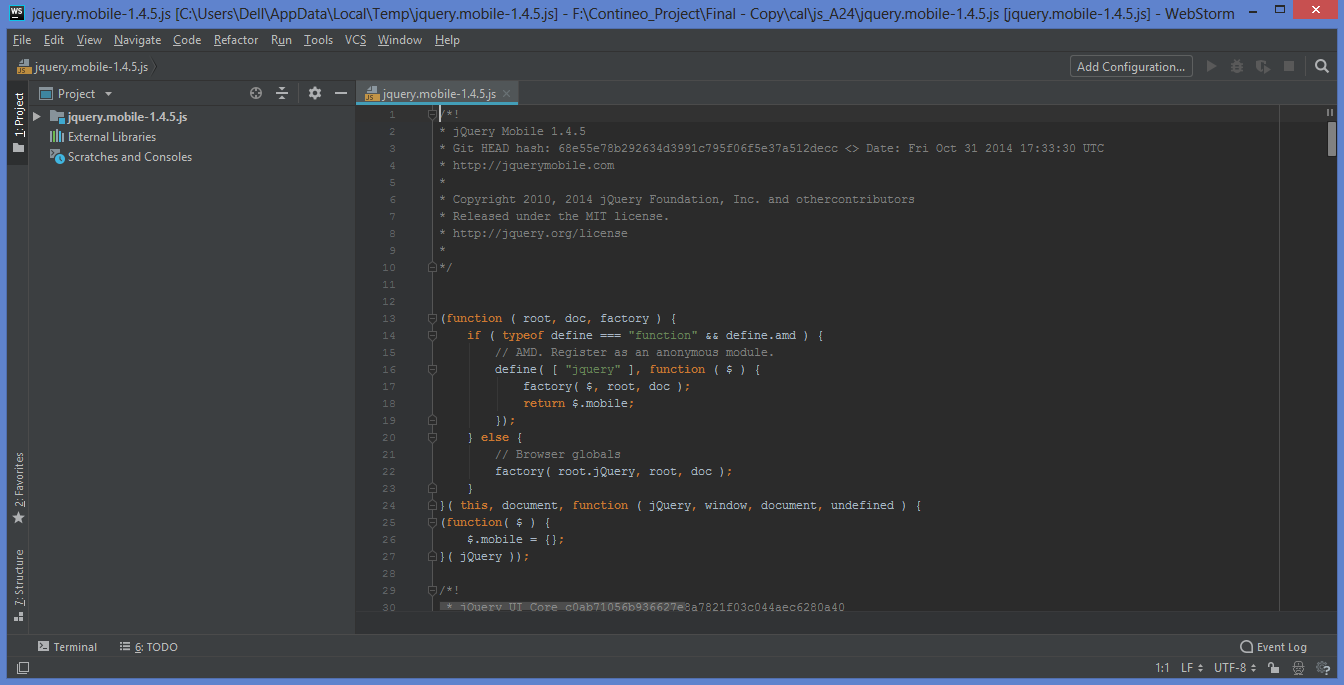 WS jquery.mobile-1.4.5.js [C:\Users\Dell\AppData\Local\Temp\jquery.mobile-1.4.5.js] - F:\Contineo_Project\Final - Copy\cal\js_A24\jquery.mobile-1.4.5.js [jquery.mobile-1.4.5.js] - WebStorm
File Edit View Navigate Code Refactor Run Tools VCS Window Help
jquery.mobile-1.4.5.js Add Configuration...
1: Project
Project
jquery.mobile-1.4.5.js
External Libraries
Scratches and Consoles
2: Favorites
7: Structure
jquery.mobile-1.4.5.js
1 /*!
2 * jQuery Mobile 1.4.5
3 * Git HEAD hash: 68e55e78b292634d3991c795f06f5e37a512decc <> Date: Fri Oct 31 2014 17:33:30 UTC
4 * http://jquerymobile.com
5 *
6 * Copyright 2010, 2014 jQuery Foundation, Inc. and othercontributors
7 * Released under the MIT license.
8 * http://jquery.org/license
9 *
10 */
11
12
13 (function ( root, doc, factory ) {
14 if ( typeof define === "function" && define.amd ) {
15 // AMD. Register as an anonymous module.
16 define( [ "jquery" ], function ( $ ) {
17 factory( $, root, doc );
18 return $.mobile;
19 });
20 } else {
21 // Browser globals
22 factory( root.jQuery, root, doc );
23 }
24 }( this, document, function ( jQuery, window, document, undefined ) {
25 (function( $ ) {
26 $.mobile = {};
27 }( jQuery ));
28
29 /*!
30 * jQuery UI Core c0ab71056b936627e8a7821f03c044aec6280a40
Terminal 6: TODO Event Log
1:1 LF UTF-8